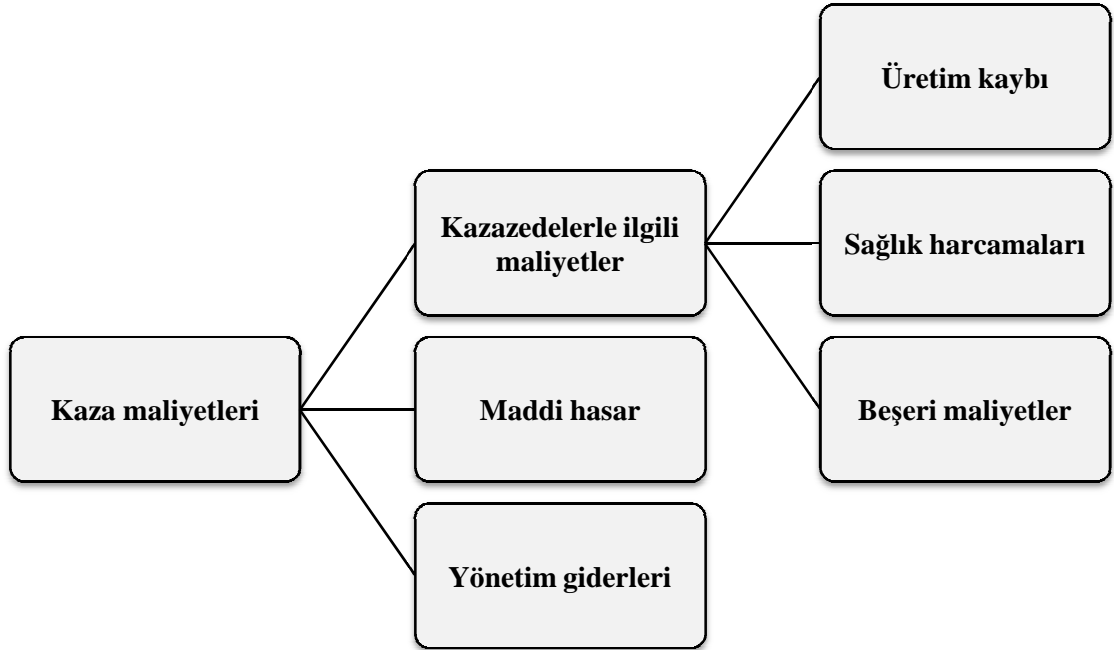 Kaza maliyetleri
Kazazedelerle ilgili
maliyetler
Maddi hasar
Yönetim giderleri
Üretim kaybı
Sağlık harcamaları
Beşeri maliyetler